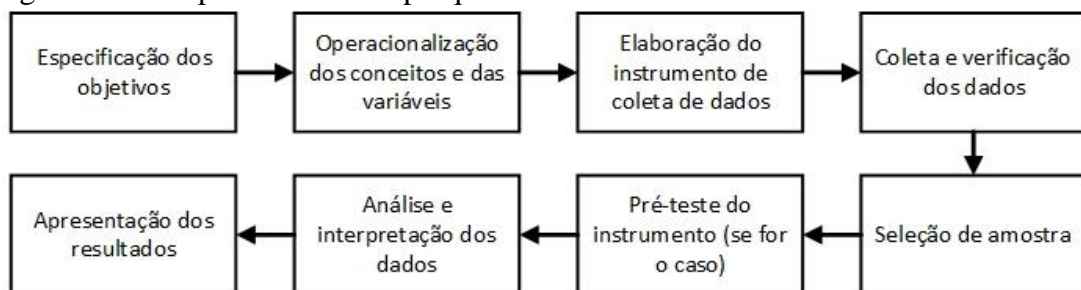 Especificação dos
objetivos
Operacionalização
dos conceitos e das
variáveis
Elaboração do
instrumento de
coleta de dados
Coleta e verificação
dos dados
Seleção de amostra
Pré-teste do
instrumento (se for
o caso)
Análise e
interpretação dos
dados
Apresentação dos
resultados